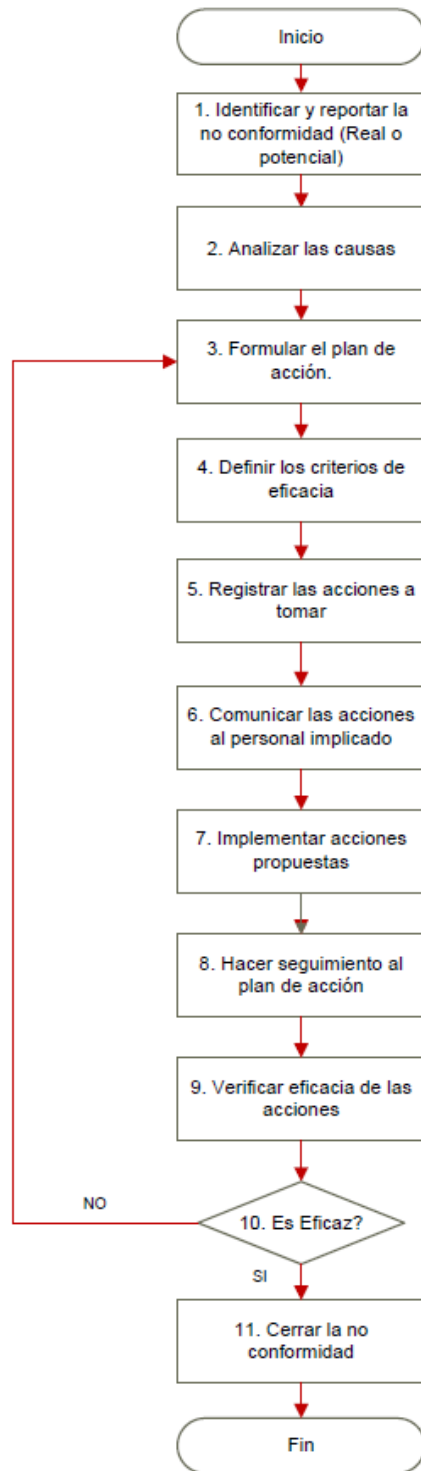 Inicio
1. Identificar y reportar la
no conformidad (Real o
potencial)
2. Analizar las causas
3. Formular el plan de
acción.
4. Definir los criterios de
eficacia
5. Registrar las acciones a
tomar
6. Comunicar las acciones
al personal implicado
7. Implementar acciones
propuestas
8. Hacer seguimiento al
plan de acción
9. Verificar eficacia de las
acciones
NO
10. Es Eficaz?
SI
11. Cerrar la no
conformidad
Fin